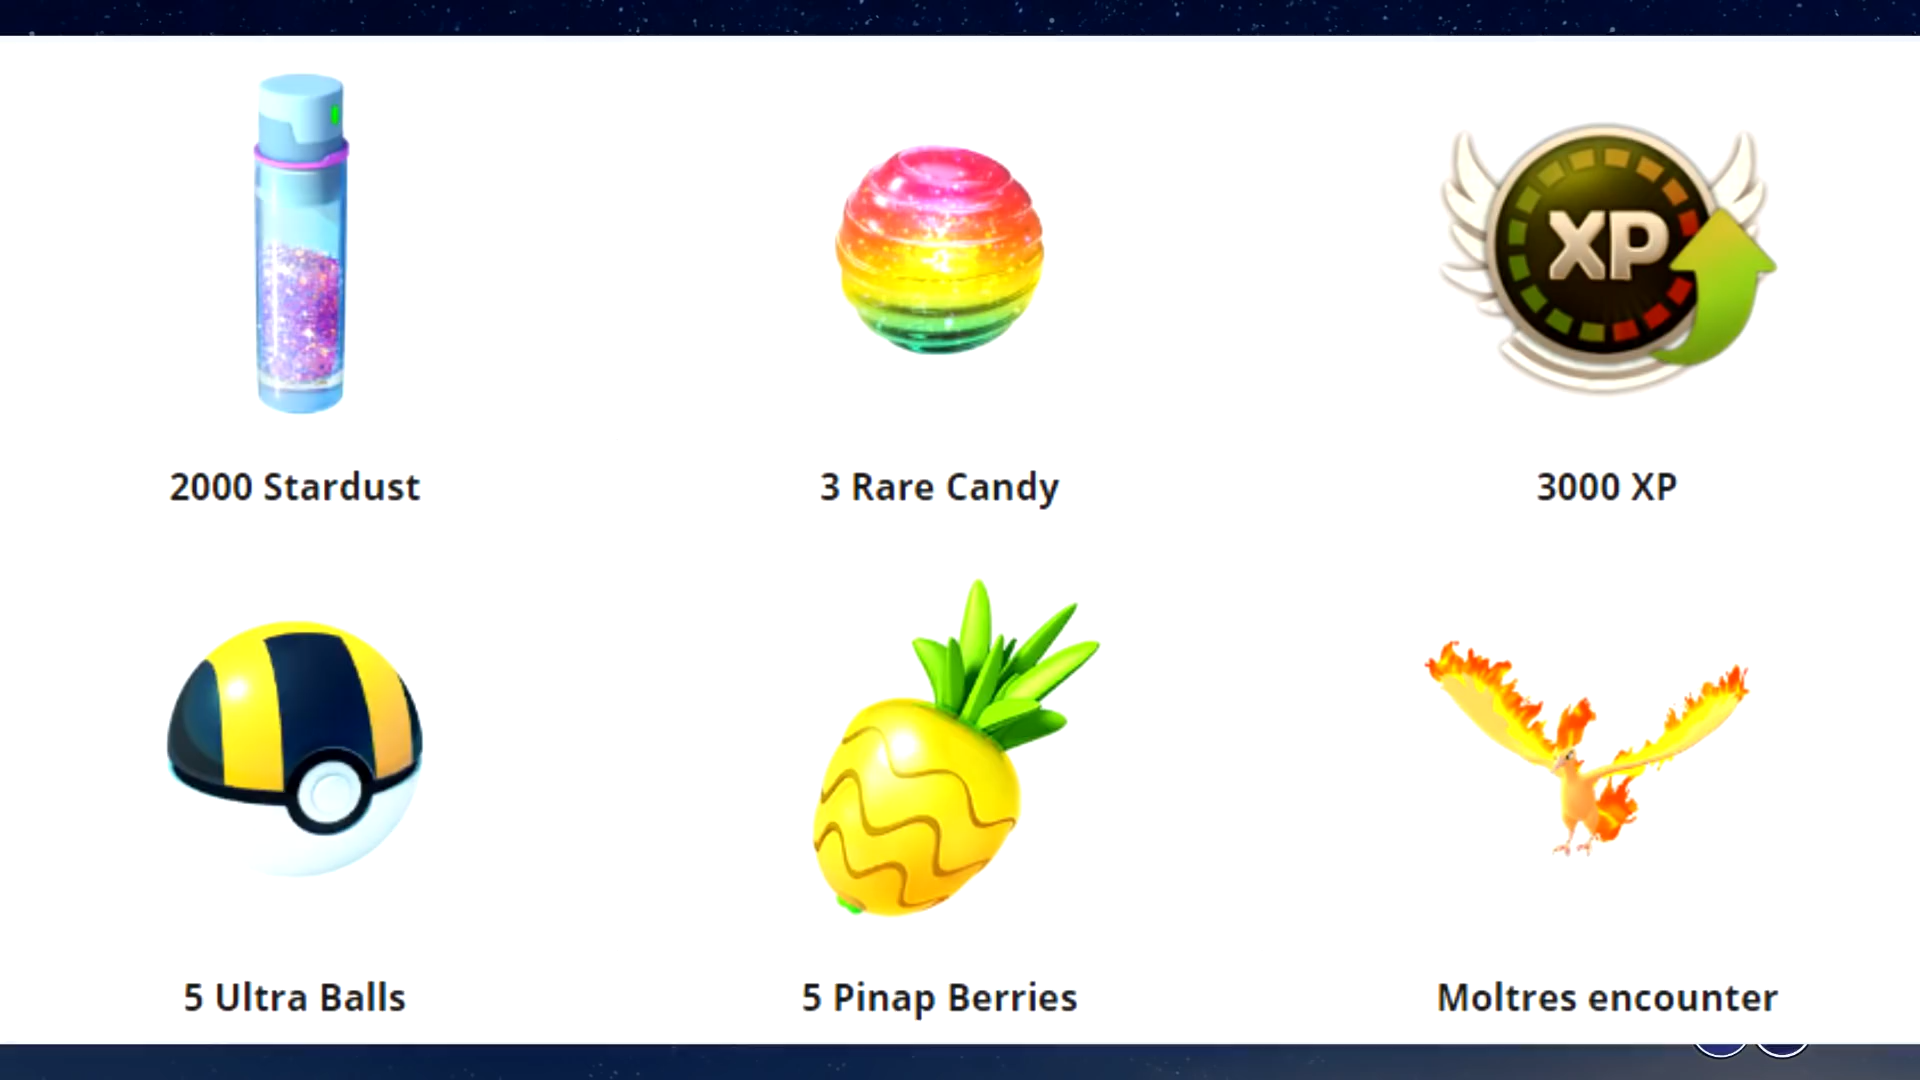 XP
2000 Stardust
3 Rare Candy
3000 XP
5 Ultra Balls
5 Pinap Berries
Moltres encounter